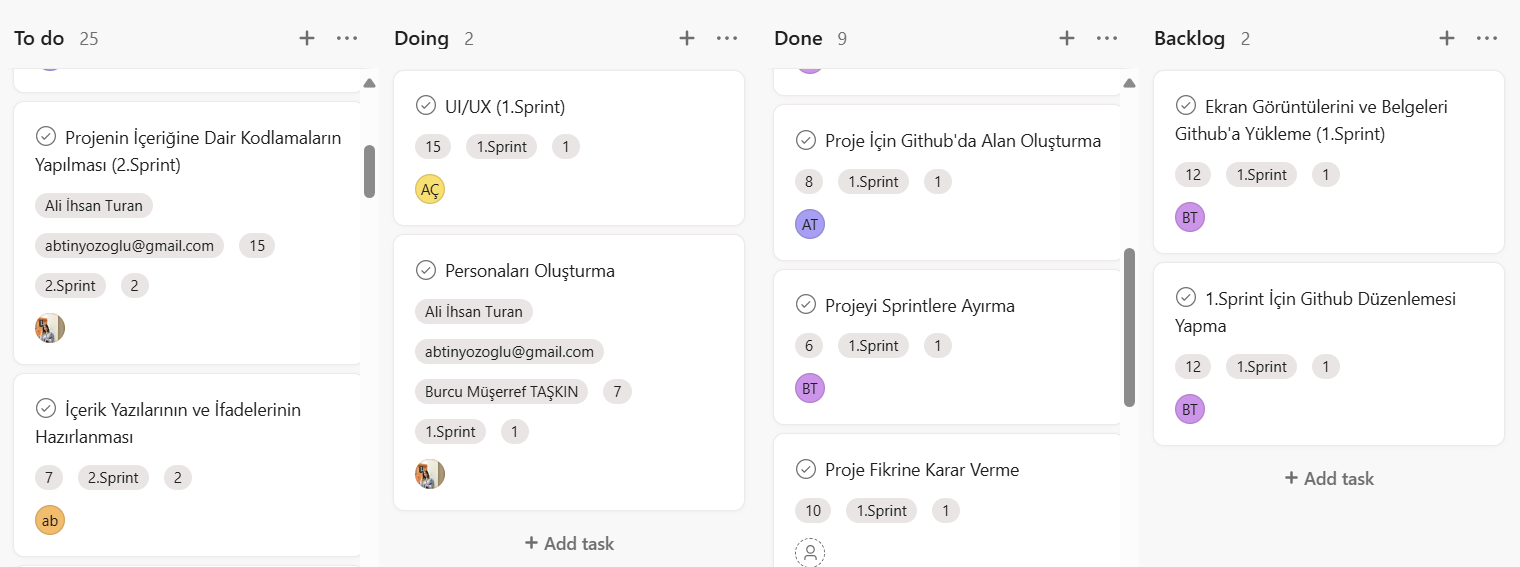 To do 25
Projenin İçeriğine Dair Kodlamaların
Yapılması (2.Sprint)
Ali İhsan Turan
abtinyozoglu@gmail.com 15
2.Sprint 2
İçerik Yazılarının ve İfadelerinin
Hazırlanması
7 2.Sprint 2
ab
Doing 2
UI/UX (1.Sprint)
15 1.Sprint 1
AÇ
Personaları Oluşturma
Ali İhsan Turan
abtinyozoglu@gmail.com
Burcu Müşerref TAŞKIN 7
1.Sprint 1
+ Add task
Done 9
Proje İçin Github'da Alan Oluşturma
8 1.Sprint 1
AT
Projeyi Sprintlere Ayırma
6 1.Sprint 1
BT
Proje Fikrine Karar Verme
10 1.Sprint 1
Backlog 2
Ekran Görüntülerini ve Belgeleri
Github'a Yükleme (1.Sprint)
12 1.Sprint 1
BT
1.Sprint İçin Github Düzenlemesi
Yapma
12 1.Sprint 1
BT
+ Add task